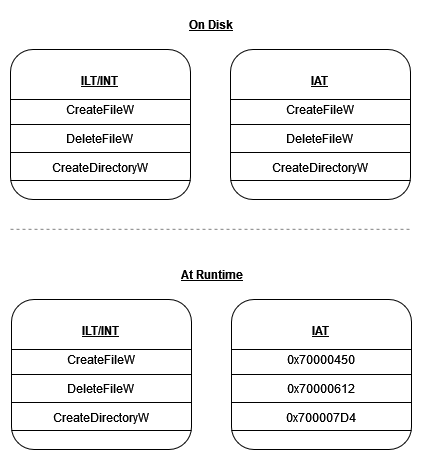 On Disk
ILT/INT IAT
CreateFileW CreateFileW
DeleteFileW DeleteFileW
CreateDirectoryW CreateDirectoryW
At Runtime
ILT/INT IAT
CreateFileW 0x70000450
DeleteFileW 0x70000612
CreateDirectoryW 0x700007D4